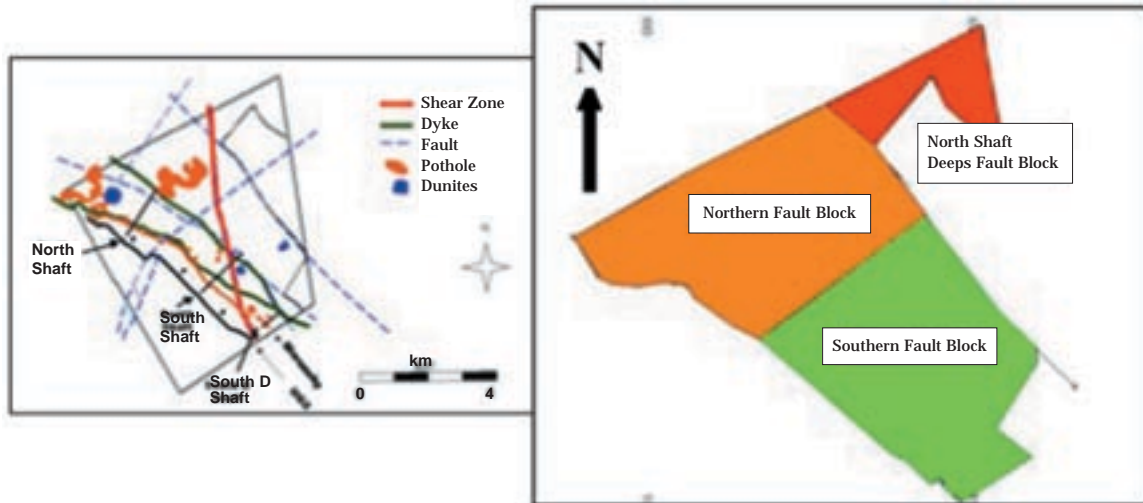 Shear Zone
Dyke
Fault
Pothole
Dunites
North
Shaft
South
Shaft
South D
Shaft
km
0
4
N
North Shaft
Deeps Fault Block
Northern Fault Block
Southern Fault Block